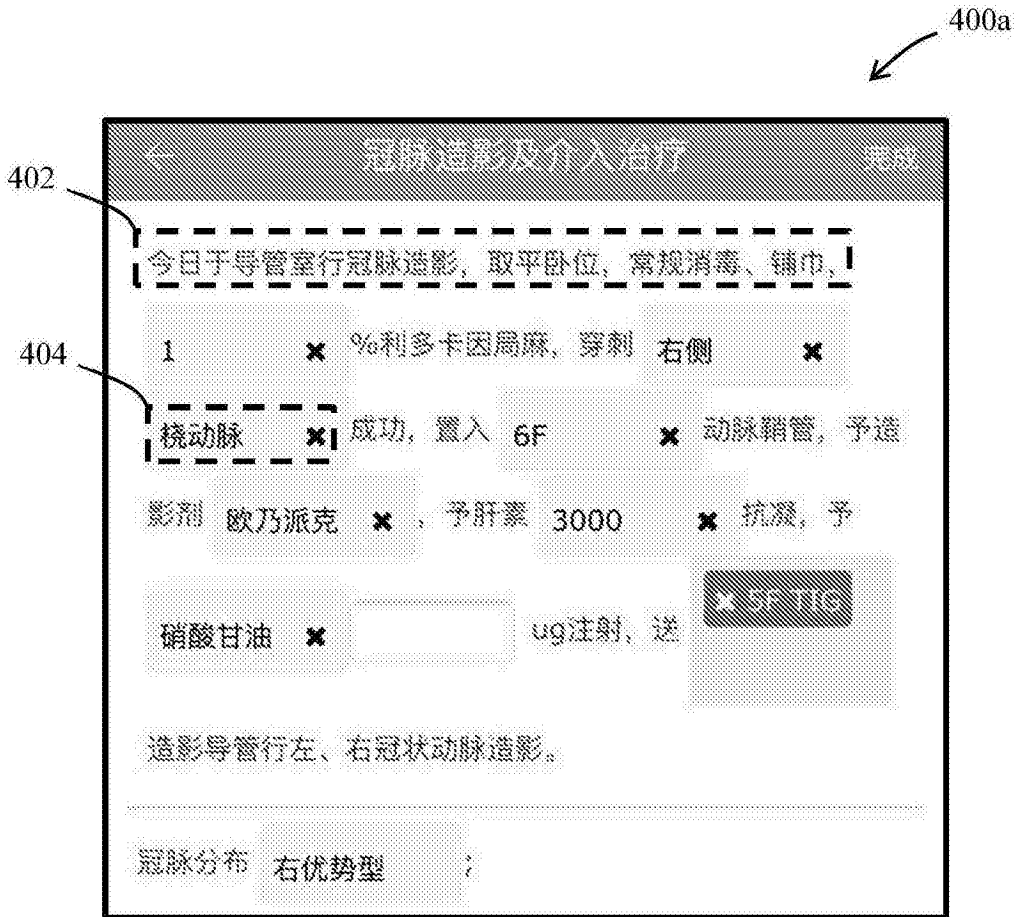 400a
← 冠脉造影及介入治疗 完成
402
今日于导管室行冠脉造影，取平卧位，常规消毒、铺巾，
1 ✖ %利多卡因局麻，穿刺 右侧 ✖
404
桡动脉 ✖ 成功，置入 6F ✖ 动脉鞘管，予造
影剂 欧乃派克 ✖ ，予肝素 3000 ✖ 抗凝，予
硝酸甘油 ✖ ug注射，送 ✖ 5F TIG
造影导管行左、右冠状动脉造影。
冠脉分布 右优势型 ；